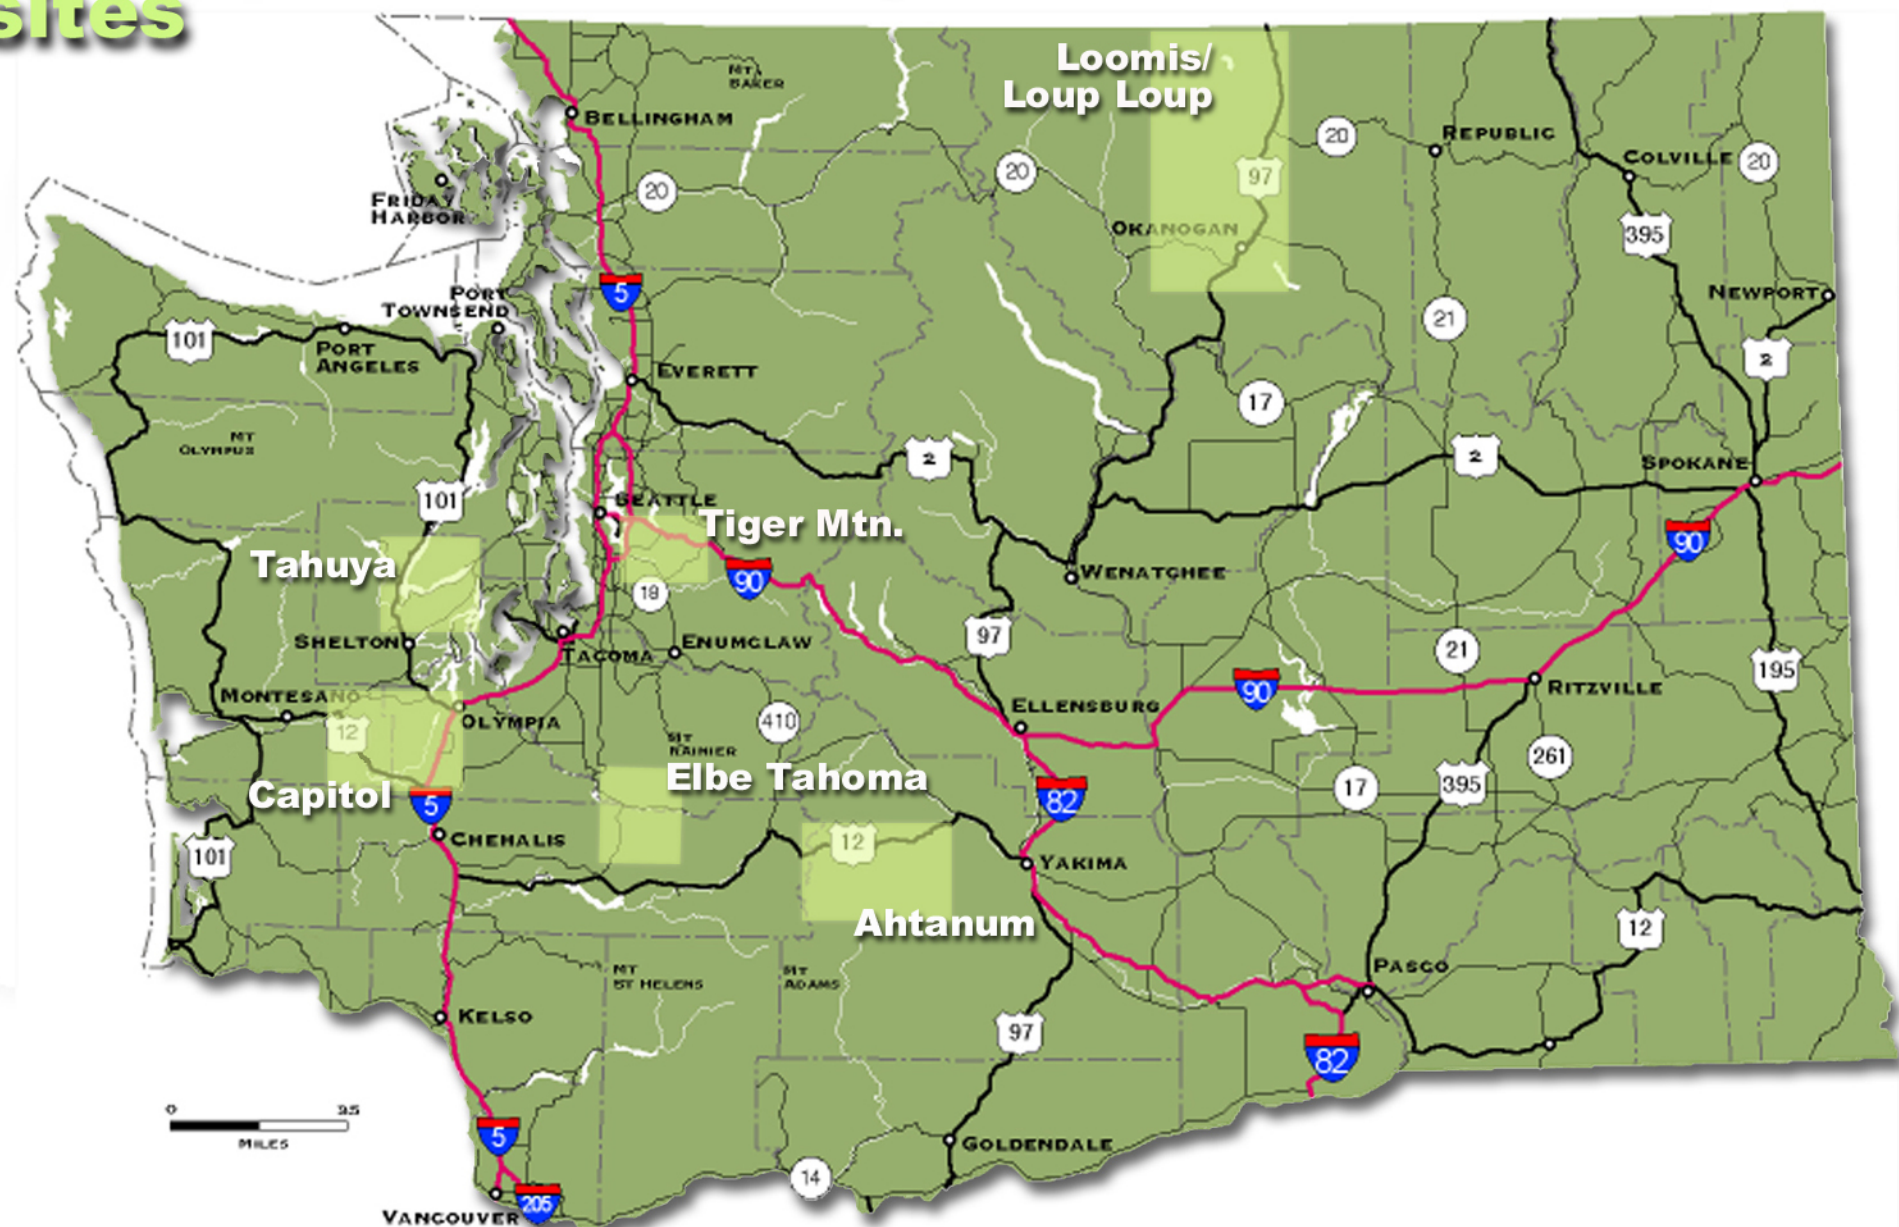 sites
Loomis/
Loup Loup
MT
BAKER
BELLINGHAM
20
REPUBLIC
COLVILLE
20
20
97
20
FRIDAY
HARBOR
OKANOGAN
395
5
PORT
TOWNSEND
NEWPORT
21
101
PORT
ANGELES
2
EVERETT
17
MT
OLYMPUS
2
2
SPOKANE
101
SEATTLE
Tiger Mtn.
90
Tahuya
90
WENATCHEE
18
97
SHELTON
ENUMCLAW
TACOMA
21
195
MONTESANO
90
RITZVILLE
ELLENSBURG
OLYMPIA
410
12
MT
RAINIER
261
Elbe Tahoma
395
17
Capitol
82
5
CHEHALIS
12
101
YAKIMA
Ahtanum
12
PASCO
MT
ST HELENS
MT
ADAMS
KELSO
97
82
0 25
MILES
5
GOLDENDALE
14
205
VANCOUVER